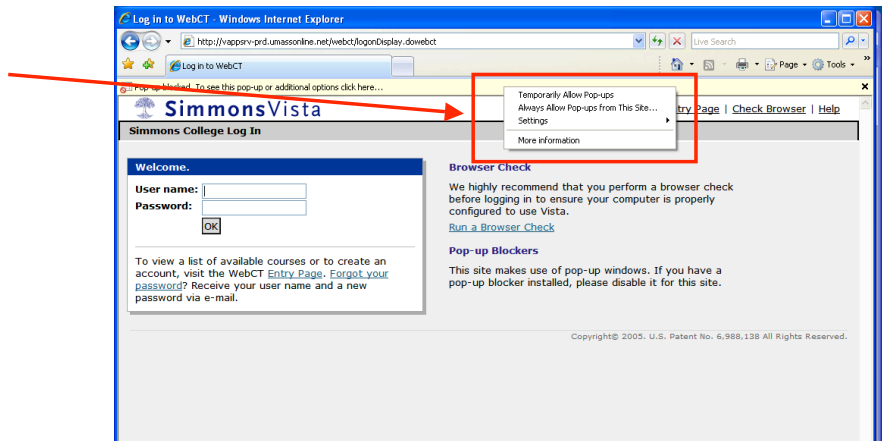 Log in to WebCT - Windows Internet Explorer
http://vappsrv-prd.umassonline.net/webct/logonDisplay.dowebct
Live Search
Log in to WebCT
Page
Tools
Pop-up blocked. To see this pop-up or additional options click here...
Temporarily Allow Pop-ups
Always Allow Pop-ups from This Site...
Settings
More information
SimmonsVista
try Page | Check Browser | Help
Simmons College Log In
Welcome.
User name:
Password:
OK
To view a list of available courses or to create an
account, visit the WebCT Entry Page. Forgot your
password? Receive your user name and a new
password via e-mail.
Browser Check
We highly recommend that you perform a browser check
before logging in to ensure your computer is properly
configured to use Vista.
Run a Browser Check
Pop-up Blockers
This site makes use of pop-up windows. If you have a
pop-up blocker installed, please disable it for this site.
Copyright© 2005. U.S. Patent No. 6,988,138 All Rights Reserved.